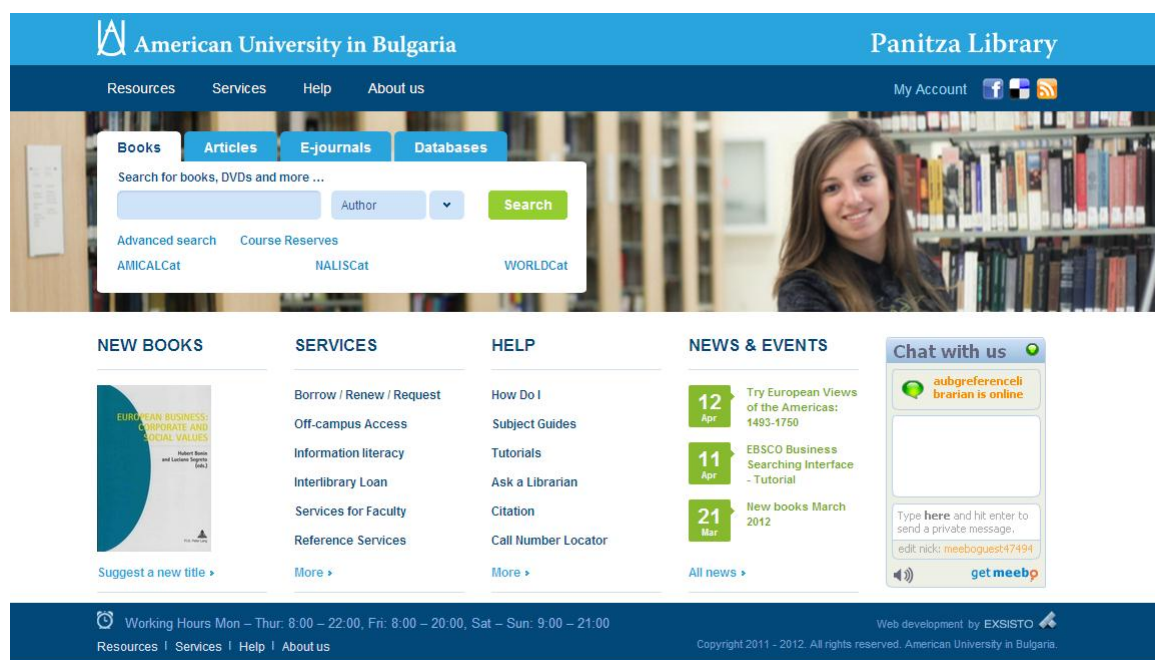 American University in Bulgaria
Panitza Library
Resources Services Help About us
My Account
Books Articles E-journals Databases
Search for books, DVDs and more ...
Author
Search
Advanced search Course Reserves
AMICALCat NALISCat WORLDCat
NEW BOOKS
EUROPEAN BUSINESS:
CORPORATE AND
SOCIAL VALUES
Hubert Bonin
and Luciano Segreto
(eds.)
Suggest a new title
SERVICES
Borrow / Renew / Request
Off-campus Access
Information literacy
Interlibrary Loan
Services for Faculty
Reference Services
More
HELP
How Do I
Subject Guides
Tutorials
Ask a Librarian
Citation
Call Number Locator
More
NEWS & EVENTS
12
Apr
Try European Views
of the Americas:
1493-1750
11
Apr
EBSCO Business
Searching Interface
- Tutorial
21
Mar
New books March
2012
All news
Chat with us
aubgreferenceli
brarian is online
Type here and hit enter to
send a private message.
edit nick: meeboguest47494
get meebo
Working Hours Mon – Thur: 8:00 – 22:00, Fri: 8:00 – 20:00, Sat – Sun: 9:00 – 21:00
Resources | Services | Help | About us
Web development by EXSISTO
Copyright 2011 - 2012. All rights reserved. American University in Bulgaria.